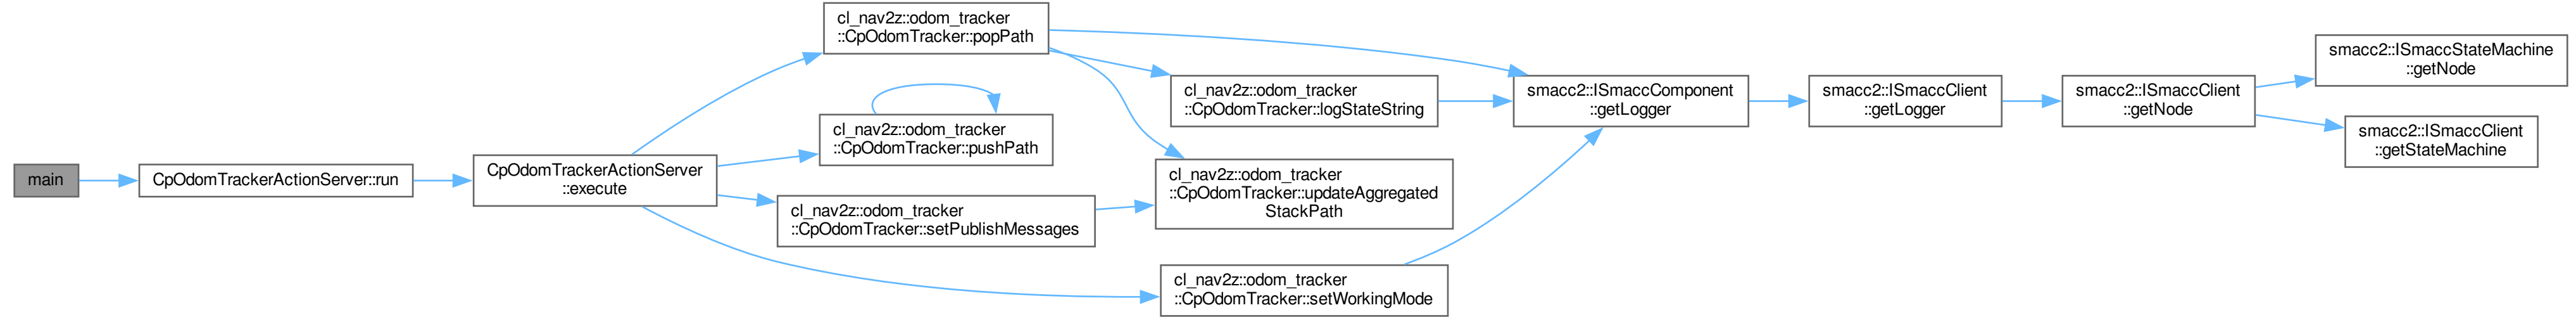 main
CpOdomTrackerActionServer::run
CpOdomTrackerActionServer
::execute
cl_nav2z::odom_tracker
::CpOdomTracker::popPath
cl_nav2z::odom_tracker
::CpOdomTracker::pushPath
cl_nav2z::odom_tracker
::CpOdomTracker::setPublishMessages
cl_nav2z::odom_tracker
::CpOdomTracker::logStateString
cl_nav2z::odom_tracker
::CpOdomTracker::updateAggregated
StackPath
cl_nav2z::odom_tracker
::CpOdomTracker::setWorkingMode
smacc2::ISmaccComponent
::getLogger
smacc2::ISmaccClient
::getLogger
smacc2::ISmaccClient
::getNode
smacc2::ISmaccStateMachine
::getNode
smacc2::ISmaccClient
::getStateMachine